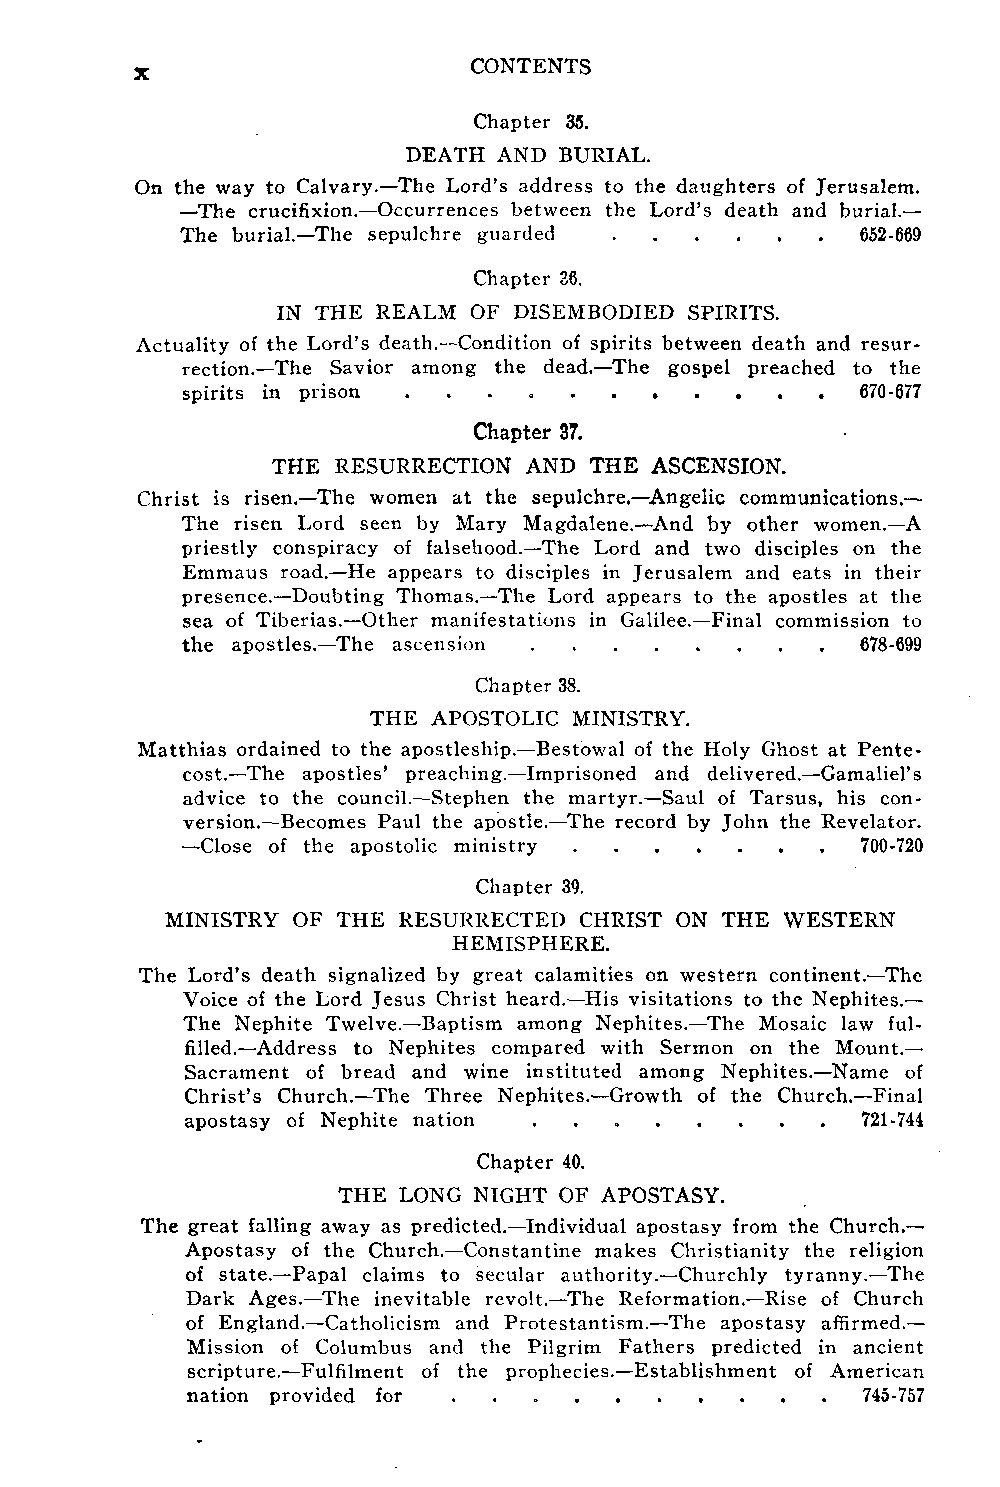 x CONTENTS
Chapter 35.
DEATH AND BURIAL.
On the way to Calvary.—The Lord's address to the daughters of Jerusalem.
—The crucifixion.—Occurrences between the Lord's death and burial.—
The burial.—The sepulchre guarded . . . . . . 652-669
Chapter 36.
IN THE REALM OF DISEMBODIED SPIRITS.
Actuality of the Lord's death.—Condition of spirits between death and resur-
rection.—The Savior among the dead.—The gospel preached to the
spirits in prison . . . . . . . . . . . 670-677
Chapter 37.
THE RESURRECTION AND THE ASCENSION.
Christ is risen.—The women at the sepulchre.—Angelic communications.—
The risen Lord seen by Mary Magdalene.—And by other women.—A
priestly conspiracy of falsehood.—The Lord and two disciples on the
Emmaus road.—He appears to disciples in Jerusalem and eats in their
presence.—Doubting Thomas.—The Lord appears to the apostles at the
sea of Tiberias.—Other manifestations in Galilee.—Final commission to
the apostles.—The ascension . . . . . . . . 678-699
Chapter 38.
THE APOSTOLIC MINISTRY.
Matthias ordained to the apostleship.—Bestowal of the Holy Ghost at Pente-
cost.—The apostles' preaching.—Imprisoned and delivered.—Gamaliel's
advice to the council.—Stephen the martyr.—Saul of Tarsus, his con-
version.—Becomes Paul the apostle.—The record by John the Revelator.
—Close of the apostolic ministry . . . . . . . 700-720
Chapter 39.
MINISTRY OF THE RESURRECTED CHRIST ON THE WESTERN
HEMISPHERE.
The Lord's death signalized by great calamities on western continent.—The
Voice of the Lord Jesus Christ heard.—His visitations to the Nephites.—
The Nephite Twelve.—Baptism among Nephites.—The Mosaic law ful-
filled.—Address to Nephites compared with Sermon on the Mount.—
Sacrament of bread and wine instituted among Nephites.—Name of
Christ's Church.—The Three Nephites.—Growth of the Church.—Final
apostasy of Nephite nation . . . . . . . . 721-744
Chapter 40.
THE LONG NIGHT OF APOSTASY.
The great falling away as predicted.—Individual apostasy from the Church.—
Apostasy of the Church.—Constantine makes Christianity the religion
of state.—Papal claims to secular authority.—Churchly tyranny.—The
Dark Ages.—The inevitable revolt.—The Reformation.—Rise of Church
of England.—Catholicism and Protestantism.—The apostasy affirmed.—
Mission of Columbus and the Pilgrim Fathers predicted in ancient
scripture.—Fulfilment of the prophecies.—Establishment of American
nation provided for . . . . . . . . . . 745-757